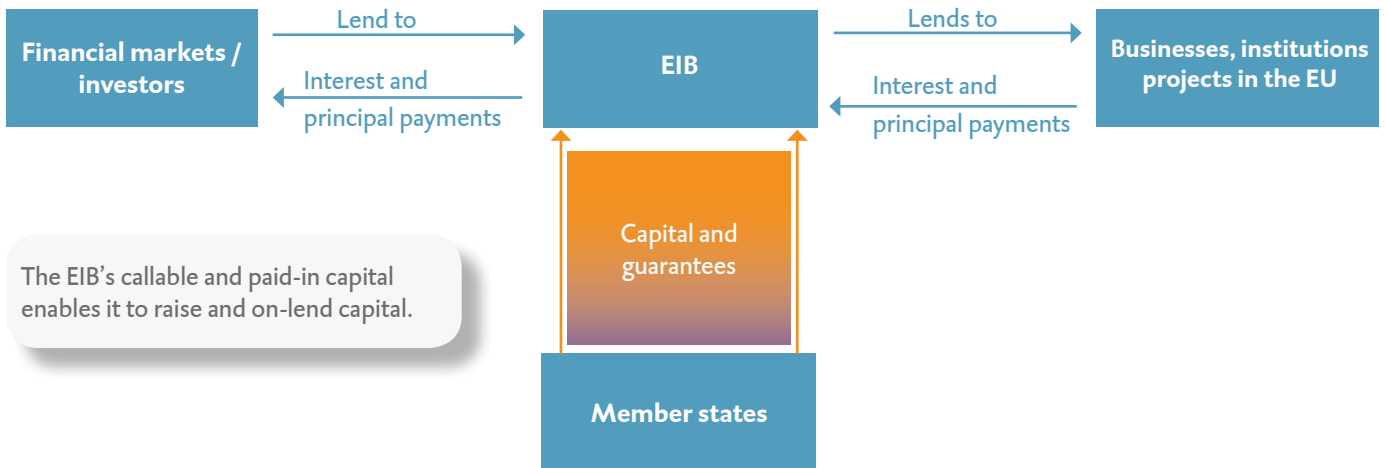 Financial markets /
investors
Lend to
Interest and
principal payments
EIB
Lends to
Interest and
principal payments
Businesses, institutions
projects in the EU
Capital and
guarantees
The EIB’s callable and paid-in capital
enables it to raise and on-lend capital.
Member states